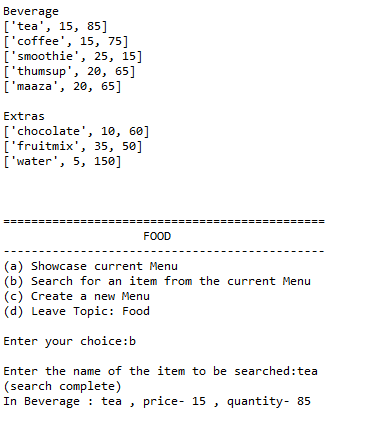 Beverage
['tea', 15, 85]
['coffee', 15, 75]
['smoothie', 25, 15]
['thumsup', 20, 65]
['maaza', 20, 65]
Extras
['chocolate', 10, 60]
['fruitmix', 35, 50]
['water', 5, 150]
==============================================
FOOD
----------------------------------------------
(a) Showcase current Menu
(b) Search for an item from the current Menu
(c) Create a new Menu
(d) Leave Topic: Food
Enter your choice:b
Enter the name of the item to be searched:tea
(search complete)
In Beverage : tea , price- 15 , quantity- 85